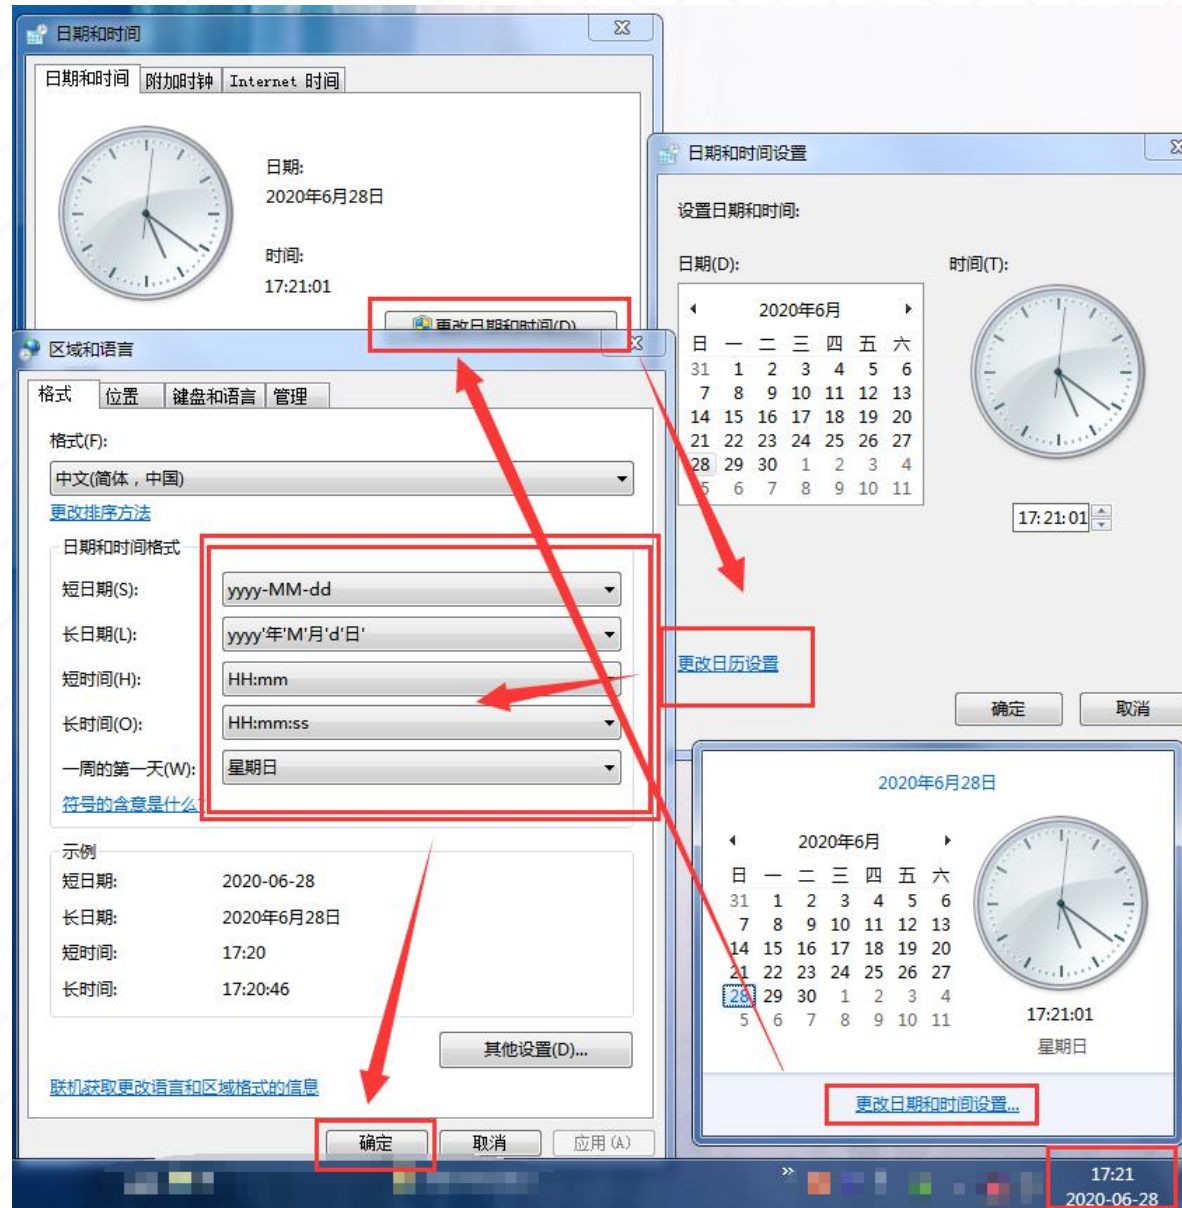 日期和时间
日期和时间 附加时钟 Internet 时间
日期:
2020年6月28日
时间:
17:21:01
更改日期和时间(D)
区域和语言
格式 位置 键盘和语言 管理
格式(F):
中文(简体，中国)
更改排序方法
日期和时间格式
短日期(S): yyyy-MM-dd
长日期(L): yyyy'年'M'月'd'日'
短时间(H): HH:mm
长时间(O): HH:mm:ss
一周的第一天(W): 星期日
符号的含意是什么?
示例
短日期: 2020-06-28
长日期: 2020年6月28日
短时间: 17:20
长时间: 17:20:46
其他设置(D)...
联机获取更改语言和区域格式的信息
确定 取消 应用(A)
日期和时间设置
设置日期和时间:
日期(D): 时间(T):
2020年6月
日 一 二 三 四 五 六
31 1 2 3 4 5 6
7 8 9 10 11 12 13
14 15 16 17 18 19 20
21 22 23 24 25 26 27
28 29 30 1 2 3 4
5 6 7 8 9 10 11
17:21:01
更改日历设置
确定 取消
2020年6月28日
2020年6月
日 一 二 三 四 五 六
31 1 2 3 4 5 6
7 8 9 10 11 12 13
14 15 16 17 18 19 20
21 22 23 24 25 26 27
28 29 30 1 2 3 4
5 6 7 8 9 10 11
17:21:01
星期日
更改日期和时间设置...
17:21
2020-06-28